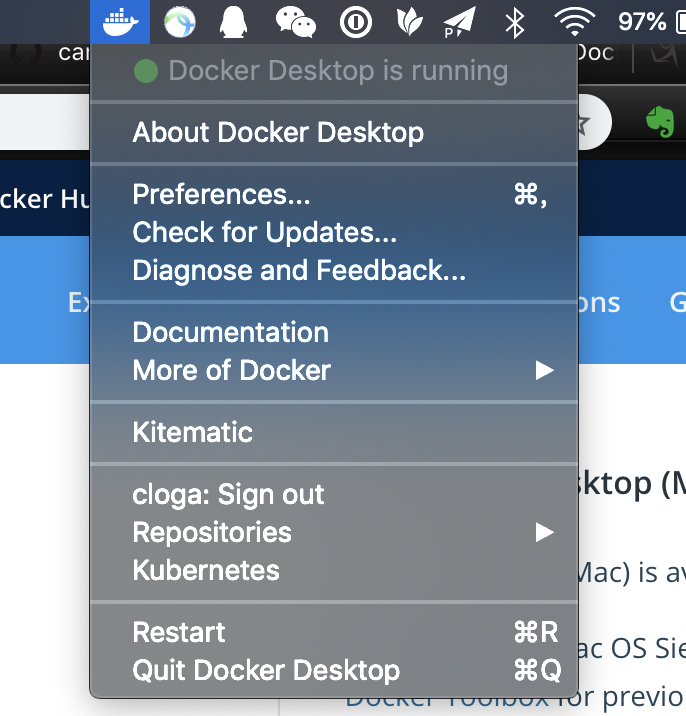 97%
car
Doc
Docker Desktop is running
About Docker Desktop
cker Hu
Preferences... ⌘,
Check for Updates...
Diagnose and Feedback...
Ex
ons
G
Documentation
More of Docker ▶
Kitematic
sktop (M
cloga: Sign out
Repositories ▶
Kubernetes
Mac) is av
Restart ⌘R
ac OS Sie
Quit Docker Desktop ⌘Q
Docker Toolbox for previo